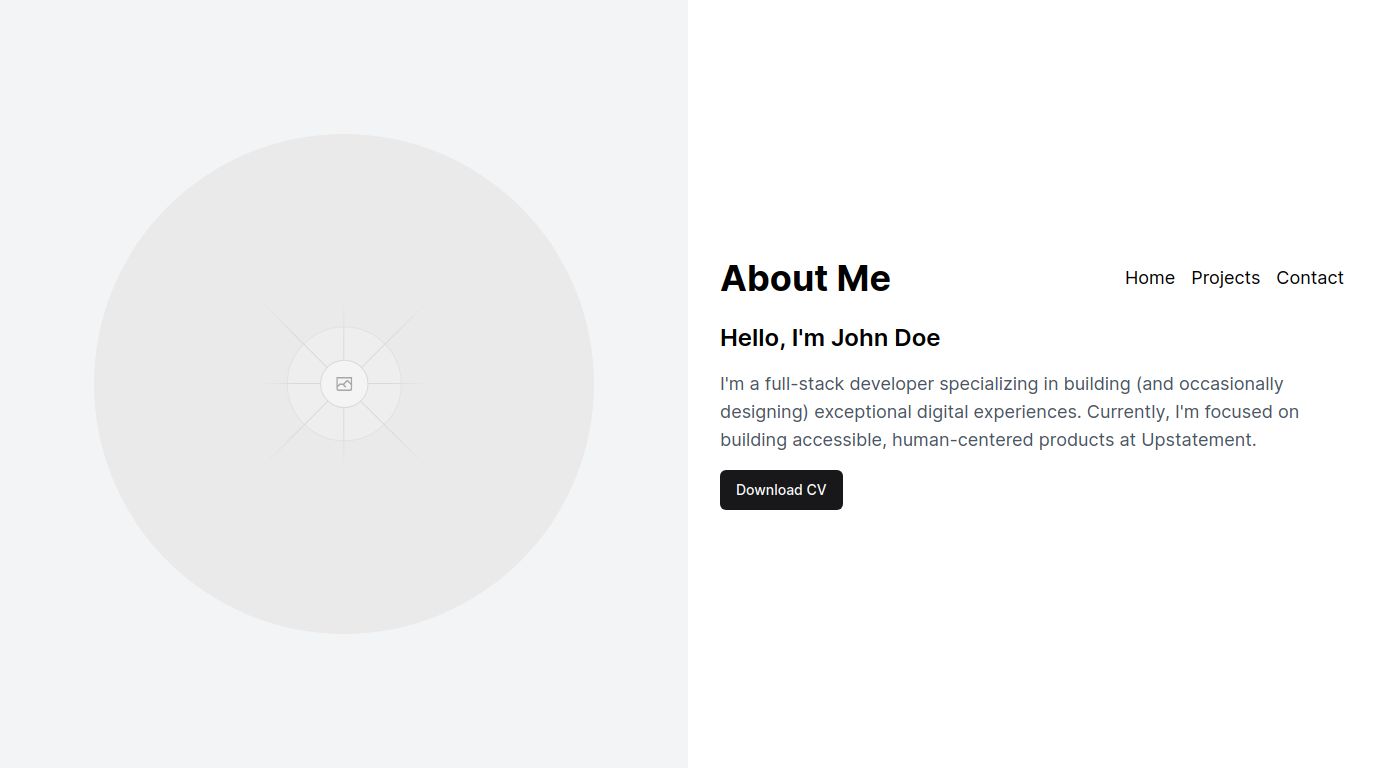 About Me
Home Projects Contact
Hello, I'm John Doe
I'm a full-stack developer specializing in building (and occasionally
designing) exceptional digital experiences. Currently, I'm focused on
building accessible, human-centered products at Upstatement.
Download CV